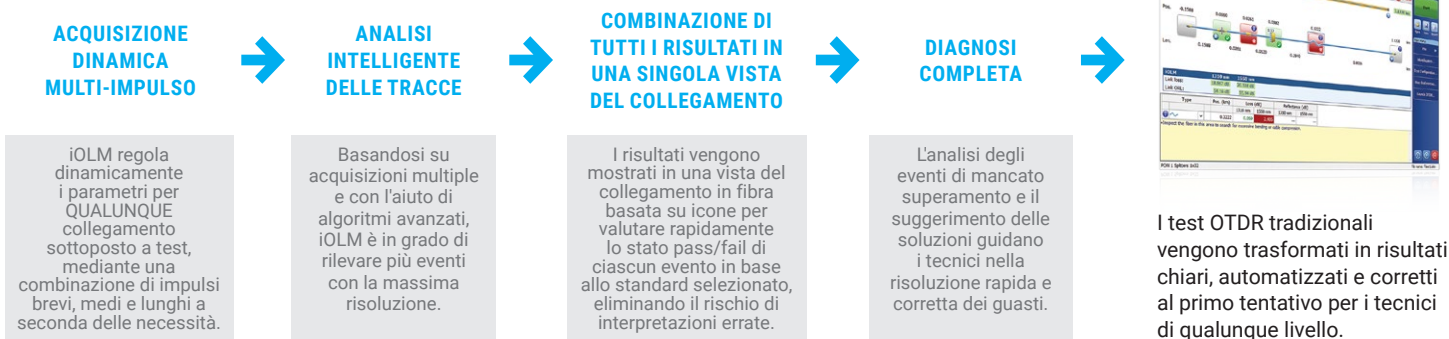 ACQUISIZIONE
DINAMICA
MULTI-IMPULSO
iOLM regola
dinamicamente
i parametri per
QUALUNQUE
collegamento
sottoposto a test,
mediante una
combinazione di impulsi
brevi, medi e lunghi a
seconda delle necessità.
ANALISI
INTELLIGENTE
DELLE TRACCE
Basandosi su
acquisizioni multiple
e con l'aiuto di
algoritmi avanzati,
iOLM è in grado di
rilevare più eventi
con la massima
risoluzione.
COMBINAZIONE DI
TUTTI I RISULTATI IN
UNA SINGOLA VISTA
DEL COLLEGAMENTO
I risultati vengono
mostrati in una vista del
collegamento in fibra
basata su icone per
valutare rapidamente
lo stato pass/fail di
ciascun evento in base
allo standard selezionato,
eliminando il rischio di
interpretazioni errate.
DIAGNOSI
COMPLETA
L'analisi degli
eventi di mancato
superamento e il
suggerimento delle
soluzioni guidano
i tecnici nella
risoluzione rapida e
corretta dei guasti.
Type Pos. Loss (dB) Reflectance (dB)
I test OTDR tradizionali
vengono trasformati in risultati
chiari, automatizzati e corretti
al primo tentativo per i tecnici
di qualunque livello.